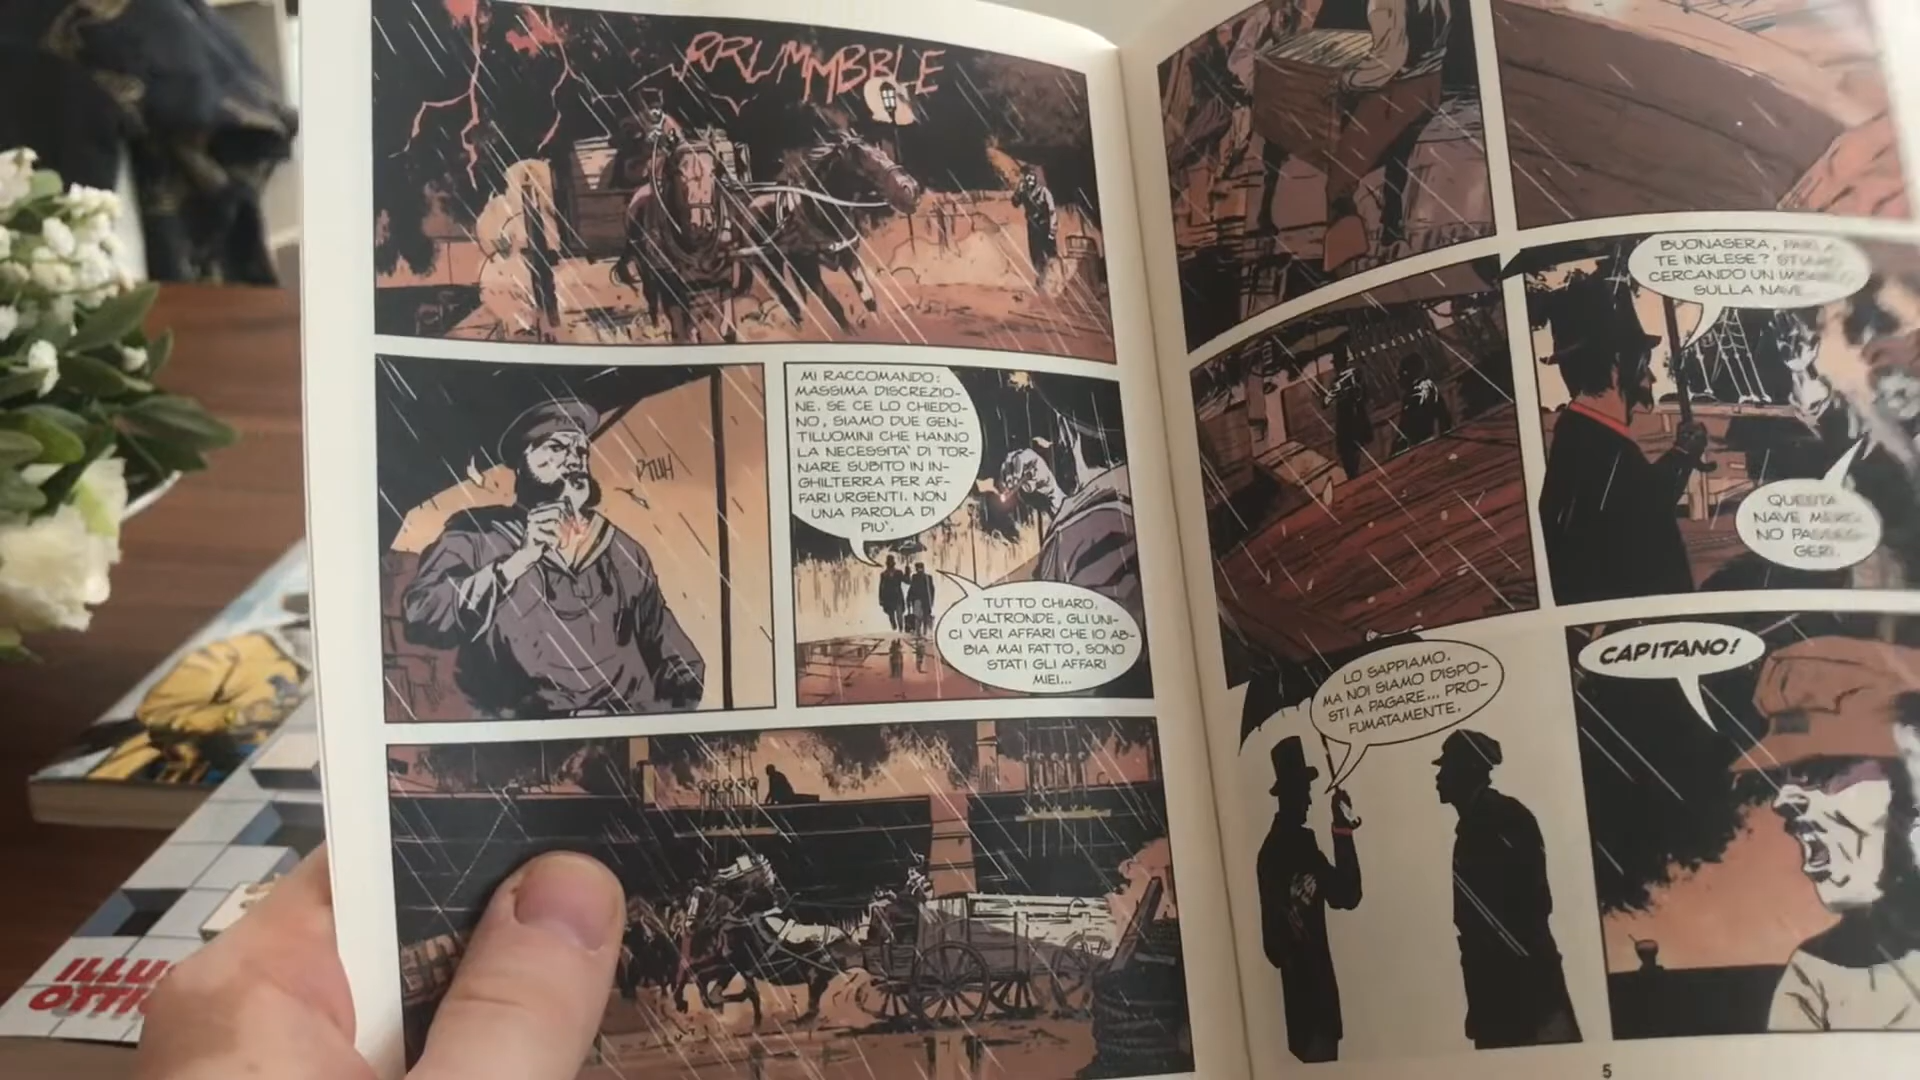 RRUMMBBLE
MI RACCOMANDO:
MASSIMA DISCREZIO-
NE. SE CE LO CHIEDO-
NO, SIAMO DUE GEN-
TILUOMINI CHE HANNO
LA NECESSITA' DI TOR-
NARE SUBITO IN IN-
GHILTERRA PER AF-
FARI URGENTI. NON
UNA PAROLA DI
PIU'.
PTUH
TUTTO CHIARO.
D'ALTRONDE, GLI UNI-
CI VERI AFFARI CHE IO AB-
BIA MAI FATTO, SONO
STATI GLI AFFARI
MIEI...
BUONASERA,
TE INGLESE?
CERCANDO UN
SULLA NAVE
QUESTA
NAVE
NO
GERI.
LO SAPPIAMO.
MA NOI SIAMO DISPO-
STI A PAGARE... PRO-
FUMATAMENTE.
CAPITANO!
5
ILLU
OTTI